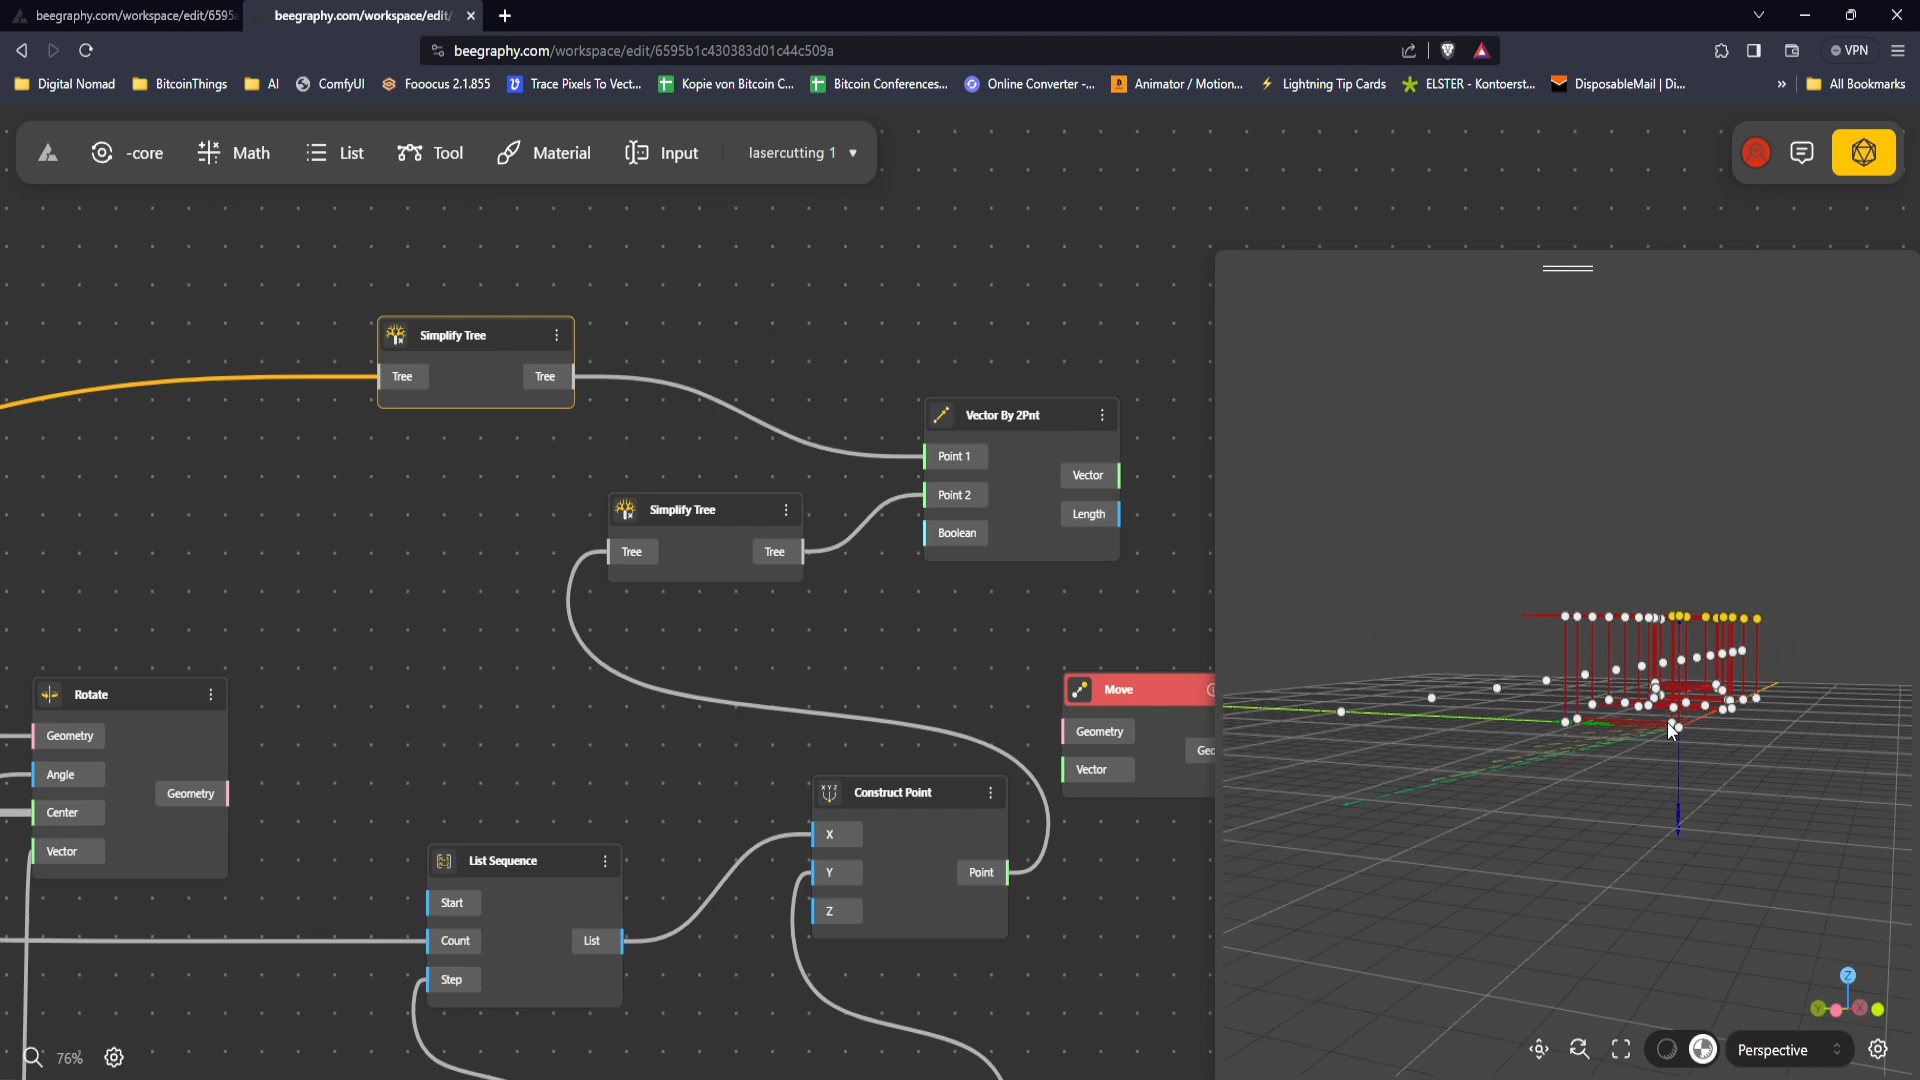 beegraphy.com/workspace/edit/6595
beegraphy.com/workspace/edit/
beegraphy.com/workspace/edit/6595b1c430383d01c44c509a
VPN
Digital Nomad
BitcoinThings
AI
ComfyUI
Fooocus 2.1.855
Trace Pixels To Vect...
Kopie von Bitcoin C...
Bitcoin Conferences...
Online Converter -...
Animator / Motion...
Lightning Tip Cards
ELSTER - Kontoerst...
DisposableMail | Di...
»
All Bookmarks
-core
Math
List
Tool
Material
Input
lasercutting 1
Simplify Tree
Tree
Tree
Vector By 2Pnt
Point 1
Vector
Point 2
Length
Boolean
Simplify Tree
Tree
Tree
Rotate
Geometry
Angle
Geometry
Center
Vector
Move
Geometry
Geo
Vector
Construct Point
X
Y
Point
Z
List Sequence
Start
Count
List
Step
76%
Z
Y
X
Perspective